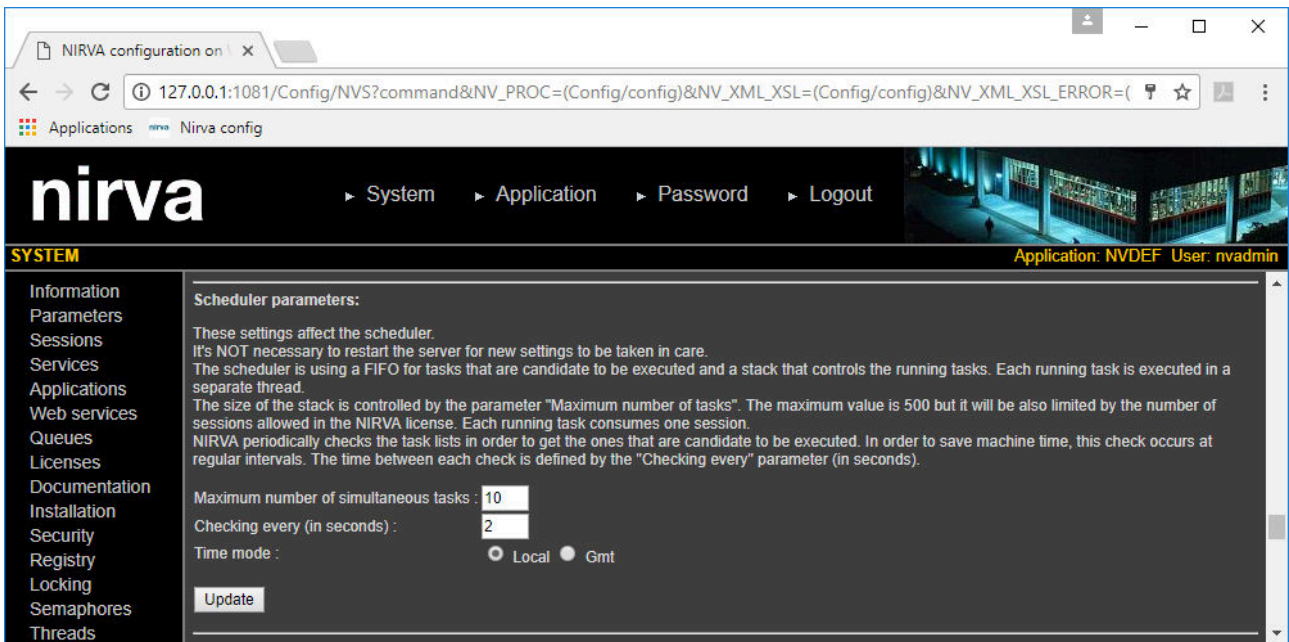 NIRVA configuration on
127.0.0.1:1081/Config/NVS?command&NV_PROC=(Config/config)&NV_XML_XSL=(Config/config)&NV_XML_XSL_ERROR=(
Applications nirva Nirva config
nirva
System Application Password Logout
SYSTEM
Application: NVDEF User: nvadmin
Information
Parameters
Sessions
Services
Applications
Web services
Queues
Licenses
Documentation
Installation
Security
Registry
Locking
Semaphores
Threads
Scheduler parameters:
These settings affect the scheduler.
It's NOT necessary to restart the server for new settings to be taken in care.
The scheduler is using a FIFO for tasks that are candidate to be executed and a stack that controls the running tasks. Each running task is executed in a
separate thread.
The size of the stack is controlled by the parameter "Maximum number of tasks". The maximum value is 500 but it will be also limited by the number of
sessions allowed in the NIRVA license. Each running task consumes one session.
NIRVA periodically checks the task lists in order to get the ones that are candidate to be executed. In order to save machine time, this check occurs at
regular intervals. The time between each check is defined by the "Checking every" parameter (in seconds).
Maximum number of simultaneous tasks : 10
Checking every (in seconds) : 2
Time mode : Local Gmt
Update